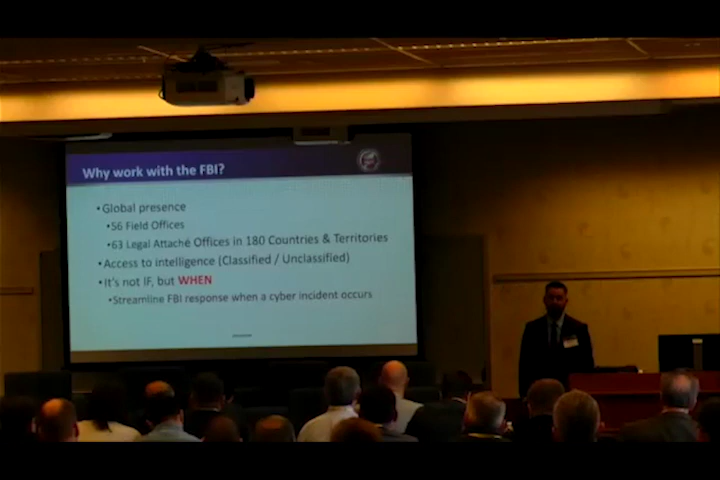 Why work with the FBI?
•Global presence
•56 Field Offices
•63 Legal Attaché Offices in 180 Countries & Territories
•Access to intelligence (Classified / Unclassified)
•It's not IF, but WHEN
•Streamline FBI response when a cyber incident occurs